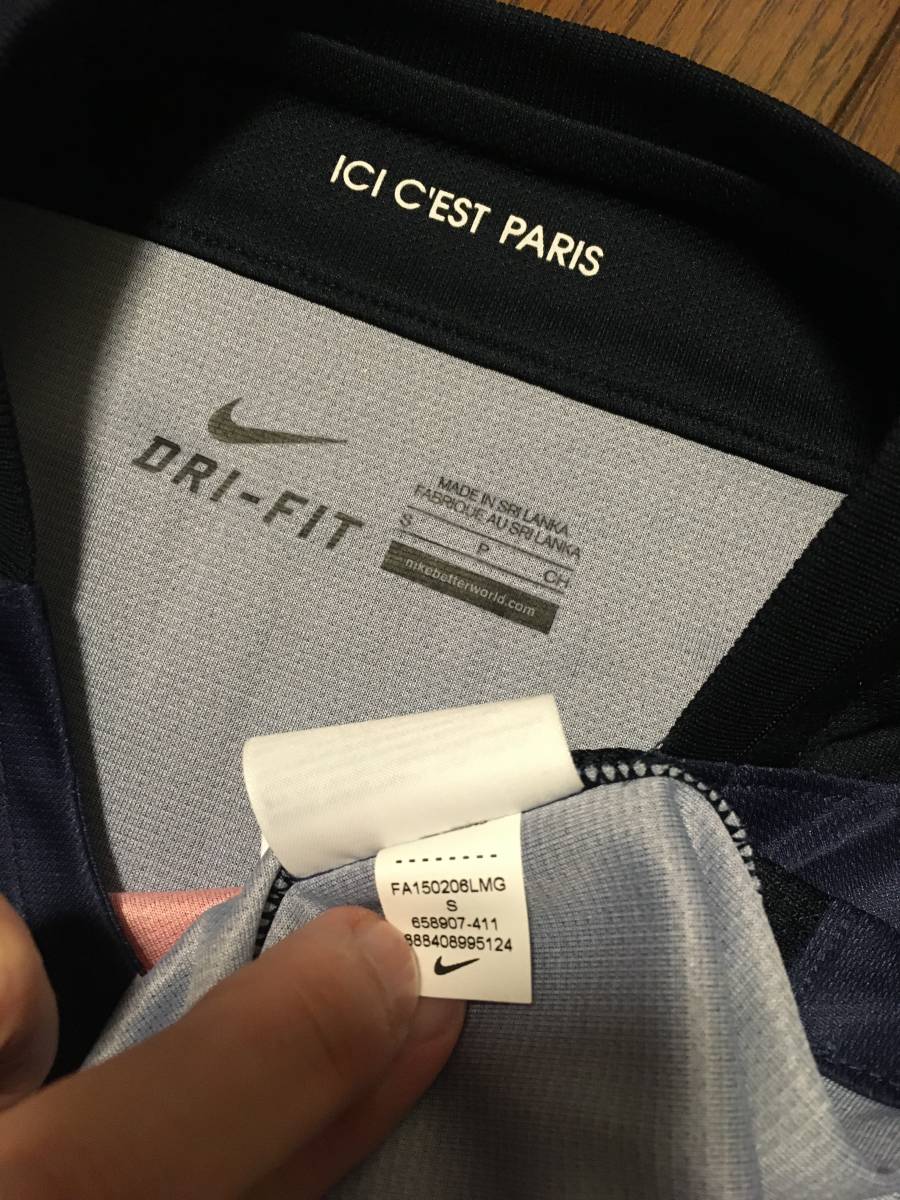 ICI C'EST PARIS
DRI-FIT
MADE IN SRI LANKA
FABRIQUE AU SRI LANKA
S P CH
nikebetterworld.com
--------
FA150206LMG
S
658907-411
888408995124